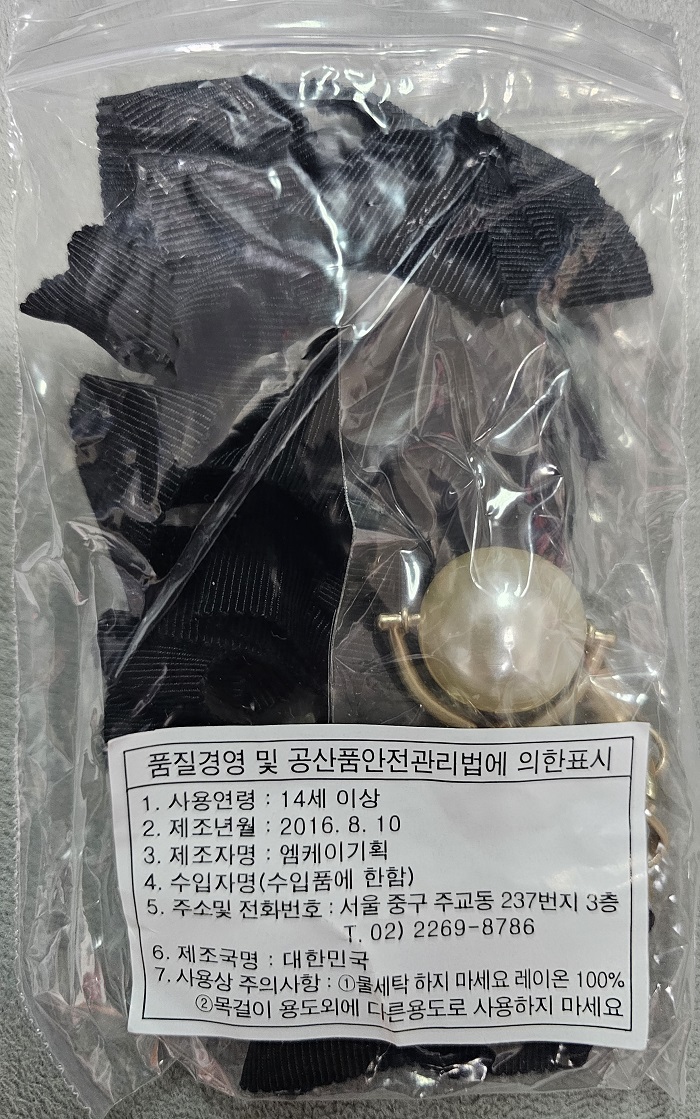 품질경영 및 공산품안전관리법에 의한표시
1. 사용연령 : 14세 이상
2. 제조년월 : 2016. 8. 10
3. 제조자명 : 엠케이기획
4. 수입자명(수입품에 한함)
5. 주소및 전화번호 : 서울 중구 주교동 237번지 3층
T. 02) 2269-8786
6. 제조국명 : 대한민국
7. 사용상 주의사항 : ①물세탁 하지 마세요 레이온 100%
②목걸이 용도외에 다른용도로 사용하지 마세요